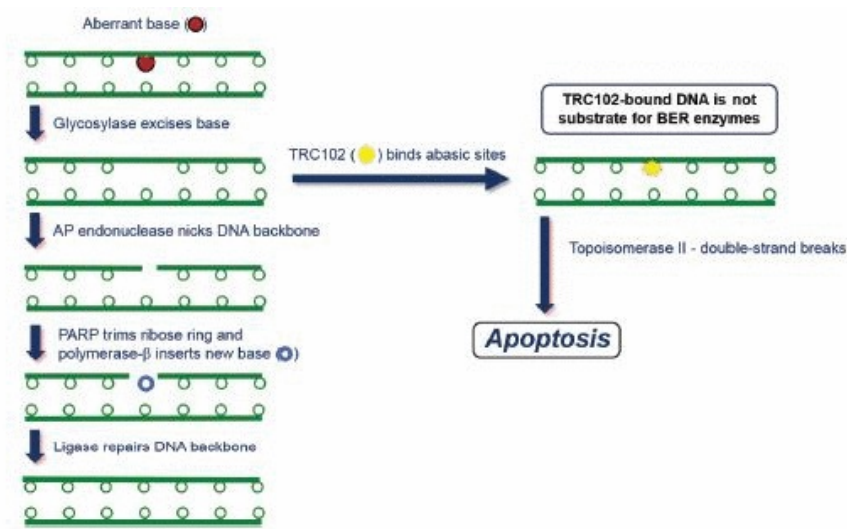 Aberrant base ( )
Glycosylase excises base
TRC102 ( ) binds abasic sites
TRC102-bound DNA is not
substrate for BER enzymes
AP endonuclease nicks DNA backbone
Topoisomerase II - double-strand breaks
PARP trims ribose ring and
polymerase-β inserts new base ( )
Apoptosis
Ligase repairs DNA backbone